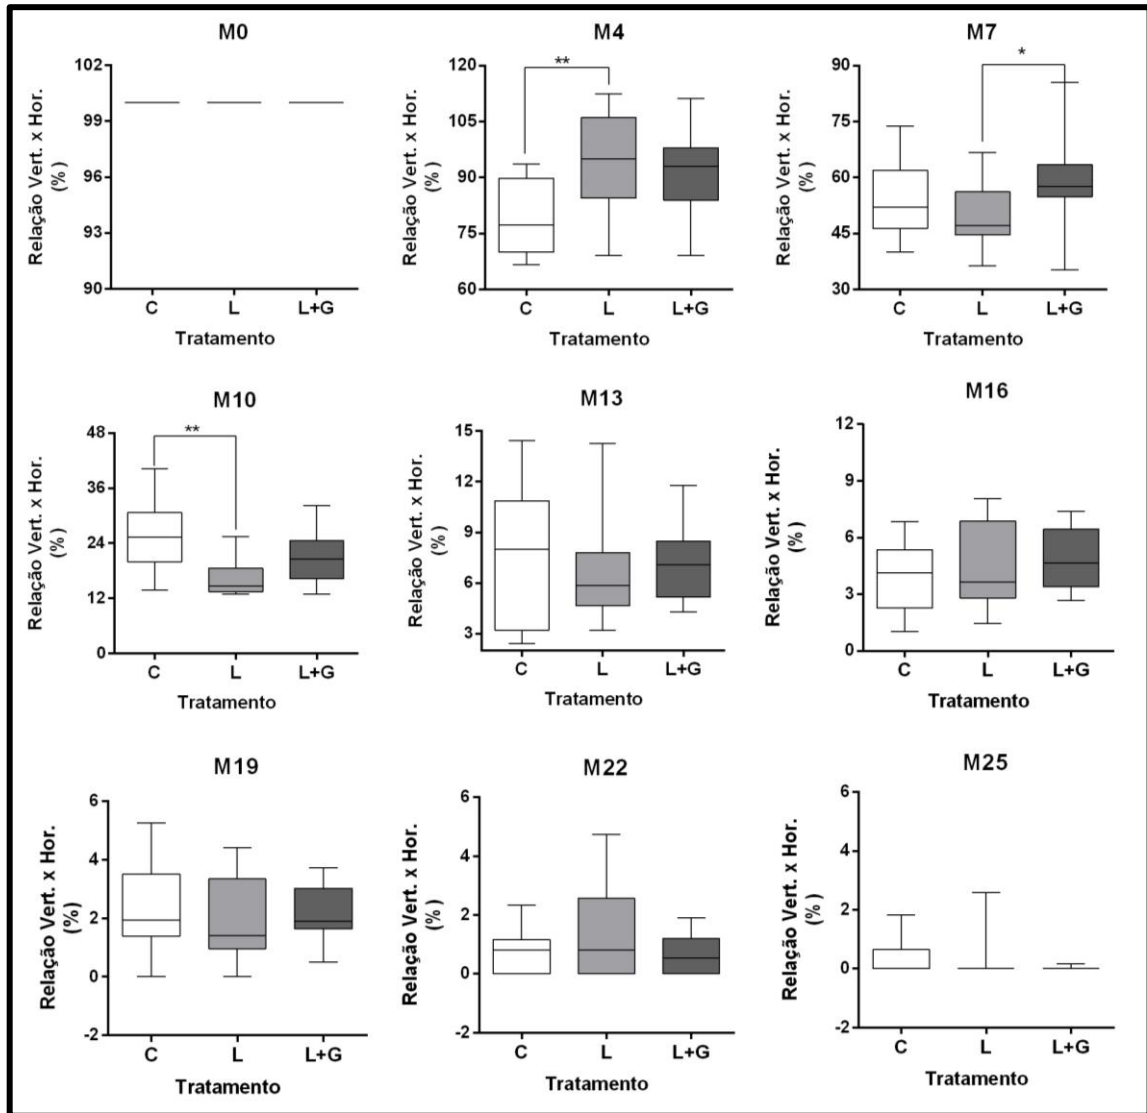 M0
Relação Vert. x Hor.
(%)
102
99
96
93
90
C L L+G
Tratamento
M4
Relação Vert. x Hor.
(%)
120
105
90
75
60
**
C L L+G
Tratamento
M7
Relação Vert. x Hor.
(%)
90
75
60
45
30
*
C L L+G
Tratamento
M10
Relação Vert. x Hor.
(%)
48
36
24
12
0
**
C L L+G
Tratamento
M13
Relação Vert. x Hor.
(%)
15
12
9
6
3
C L L+G
Tratamento
M16
Relação Vert. x Hor.
(%)
12
9
6
3
0
C L L+G
Tratamento
M19
Relação Vert. x Hor.
(%)
6
4
2
0
-2
C L L+G
Tratamento
M22
Relação Vert. x Hor.
(%)
6
4
2
0
-2
C L L+G
Tratamento
M25
Relação Vert. x Hor.
(%)
6
4
2
0
-2
C L L+G
Tratamento